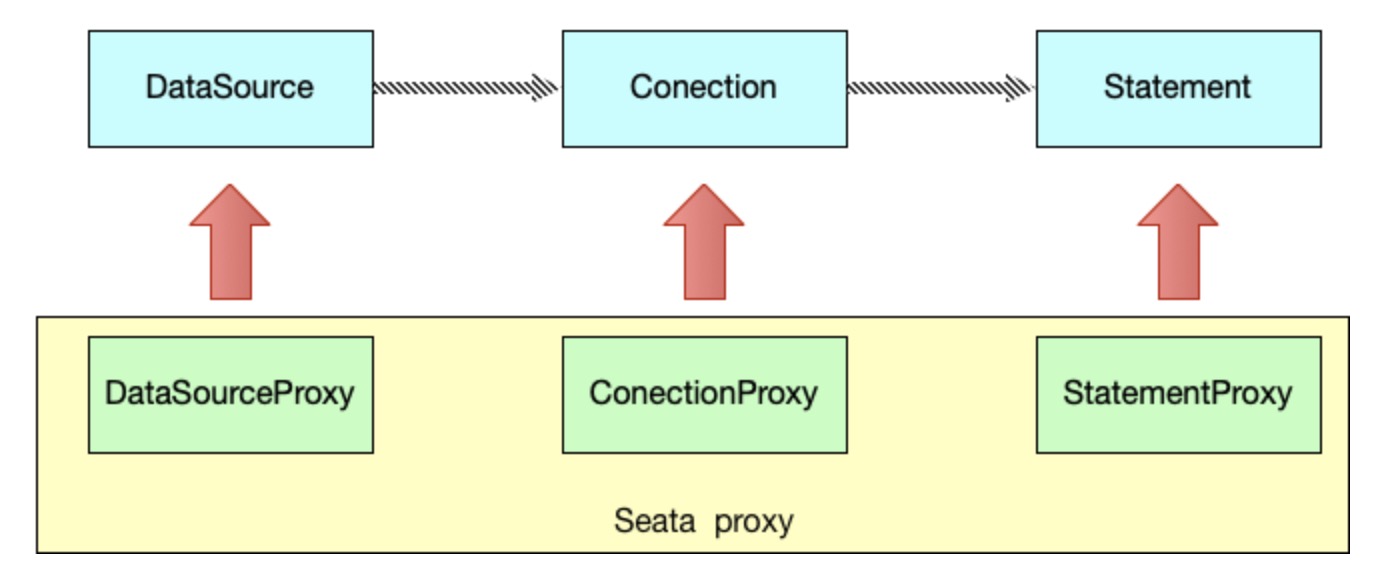 DataSource
Conection
Statement
DataSourceProxy
ConectionProxy
StatementProxy
Seata proxy